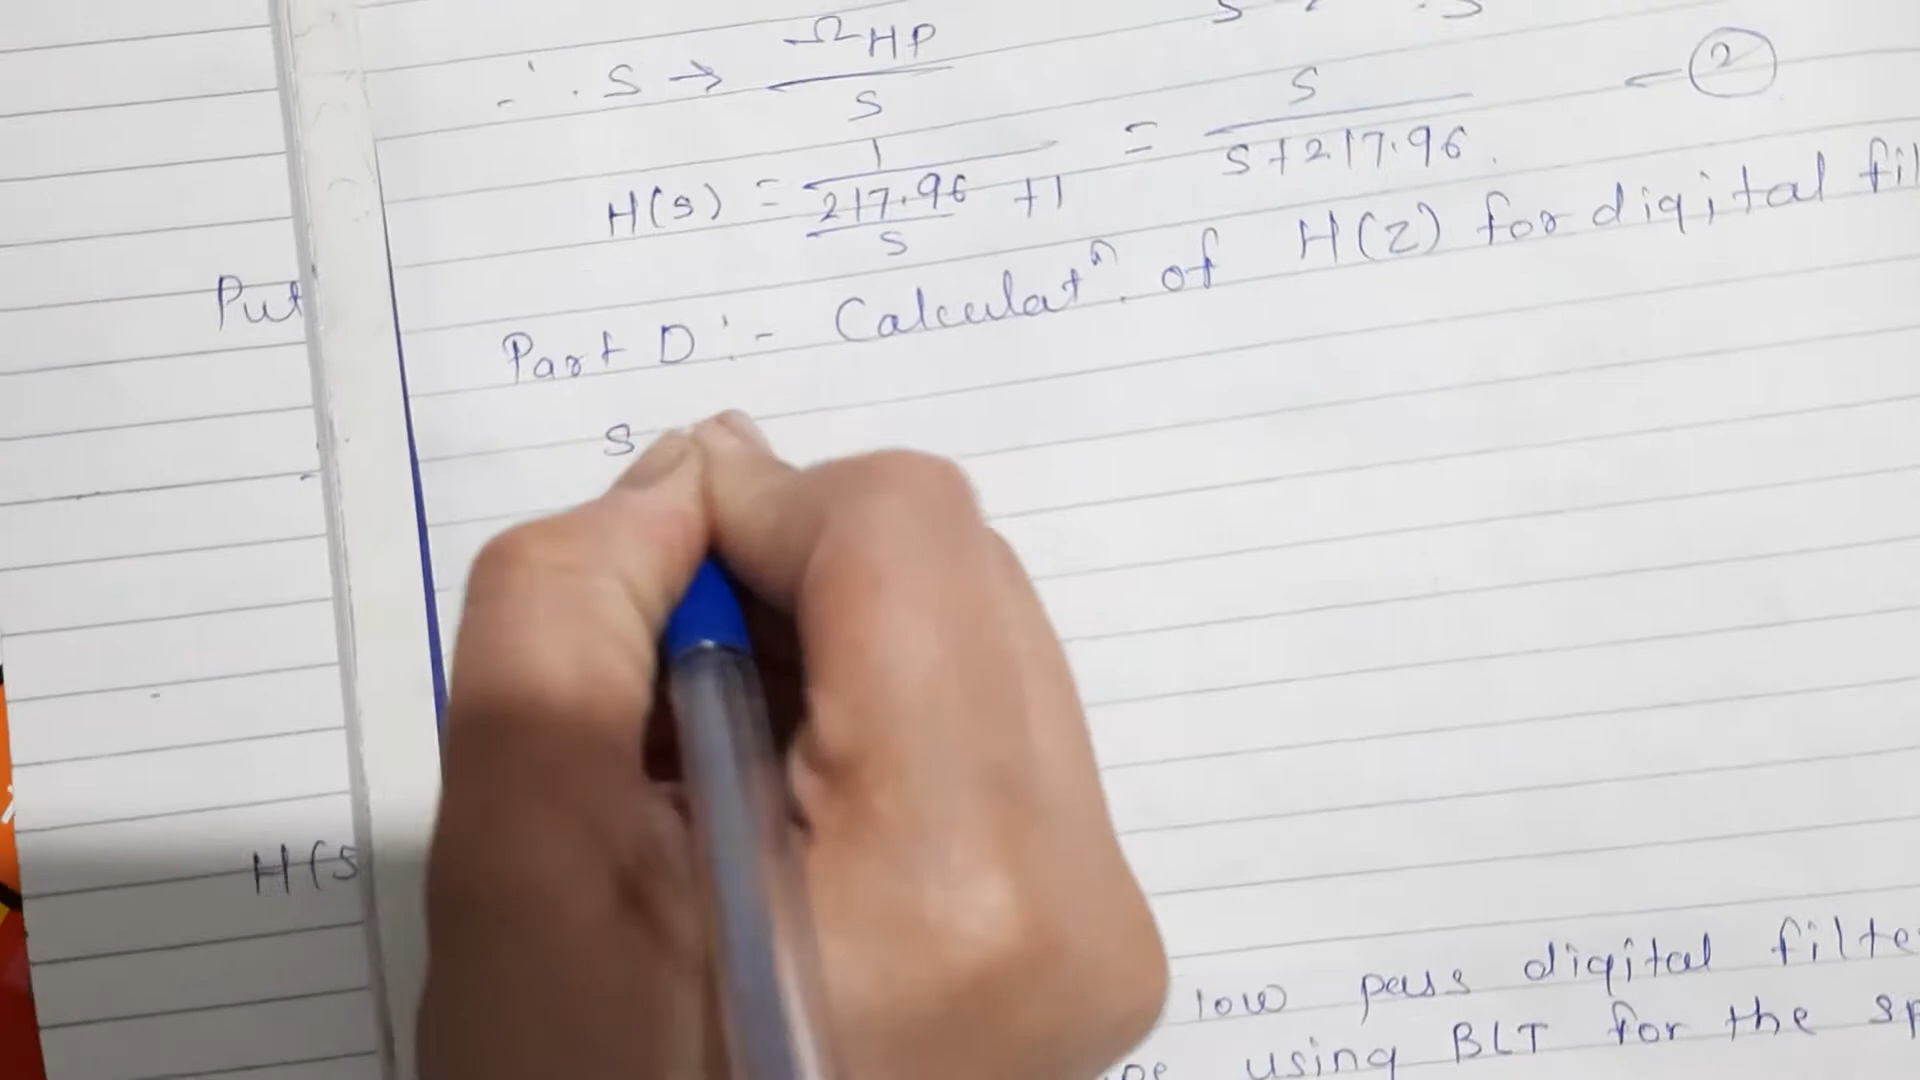 ∴ S → Ω_HP / S
H(s) = 1 / (217.96/S + 1) = S / (S + 217.96) ← ②
Part D :- Calculatⁿ. of H(Z) for digital fil
S
Put
H(S
low pass digital filte
using BLT for the sp